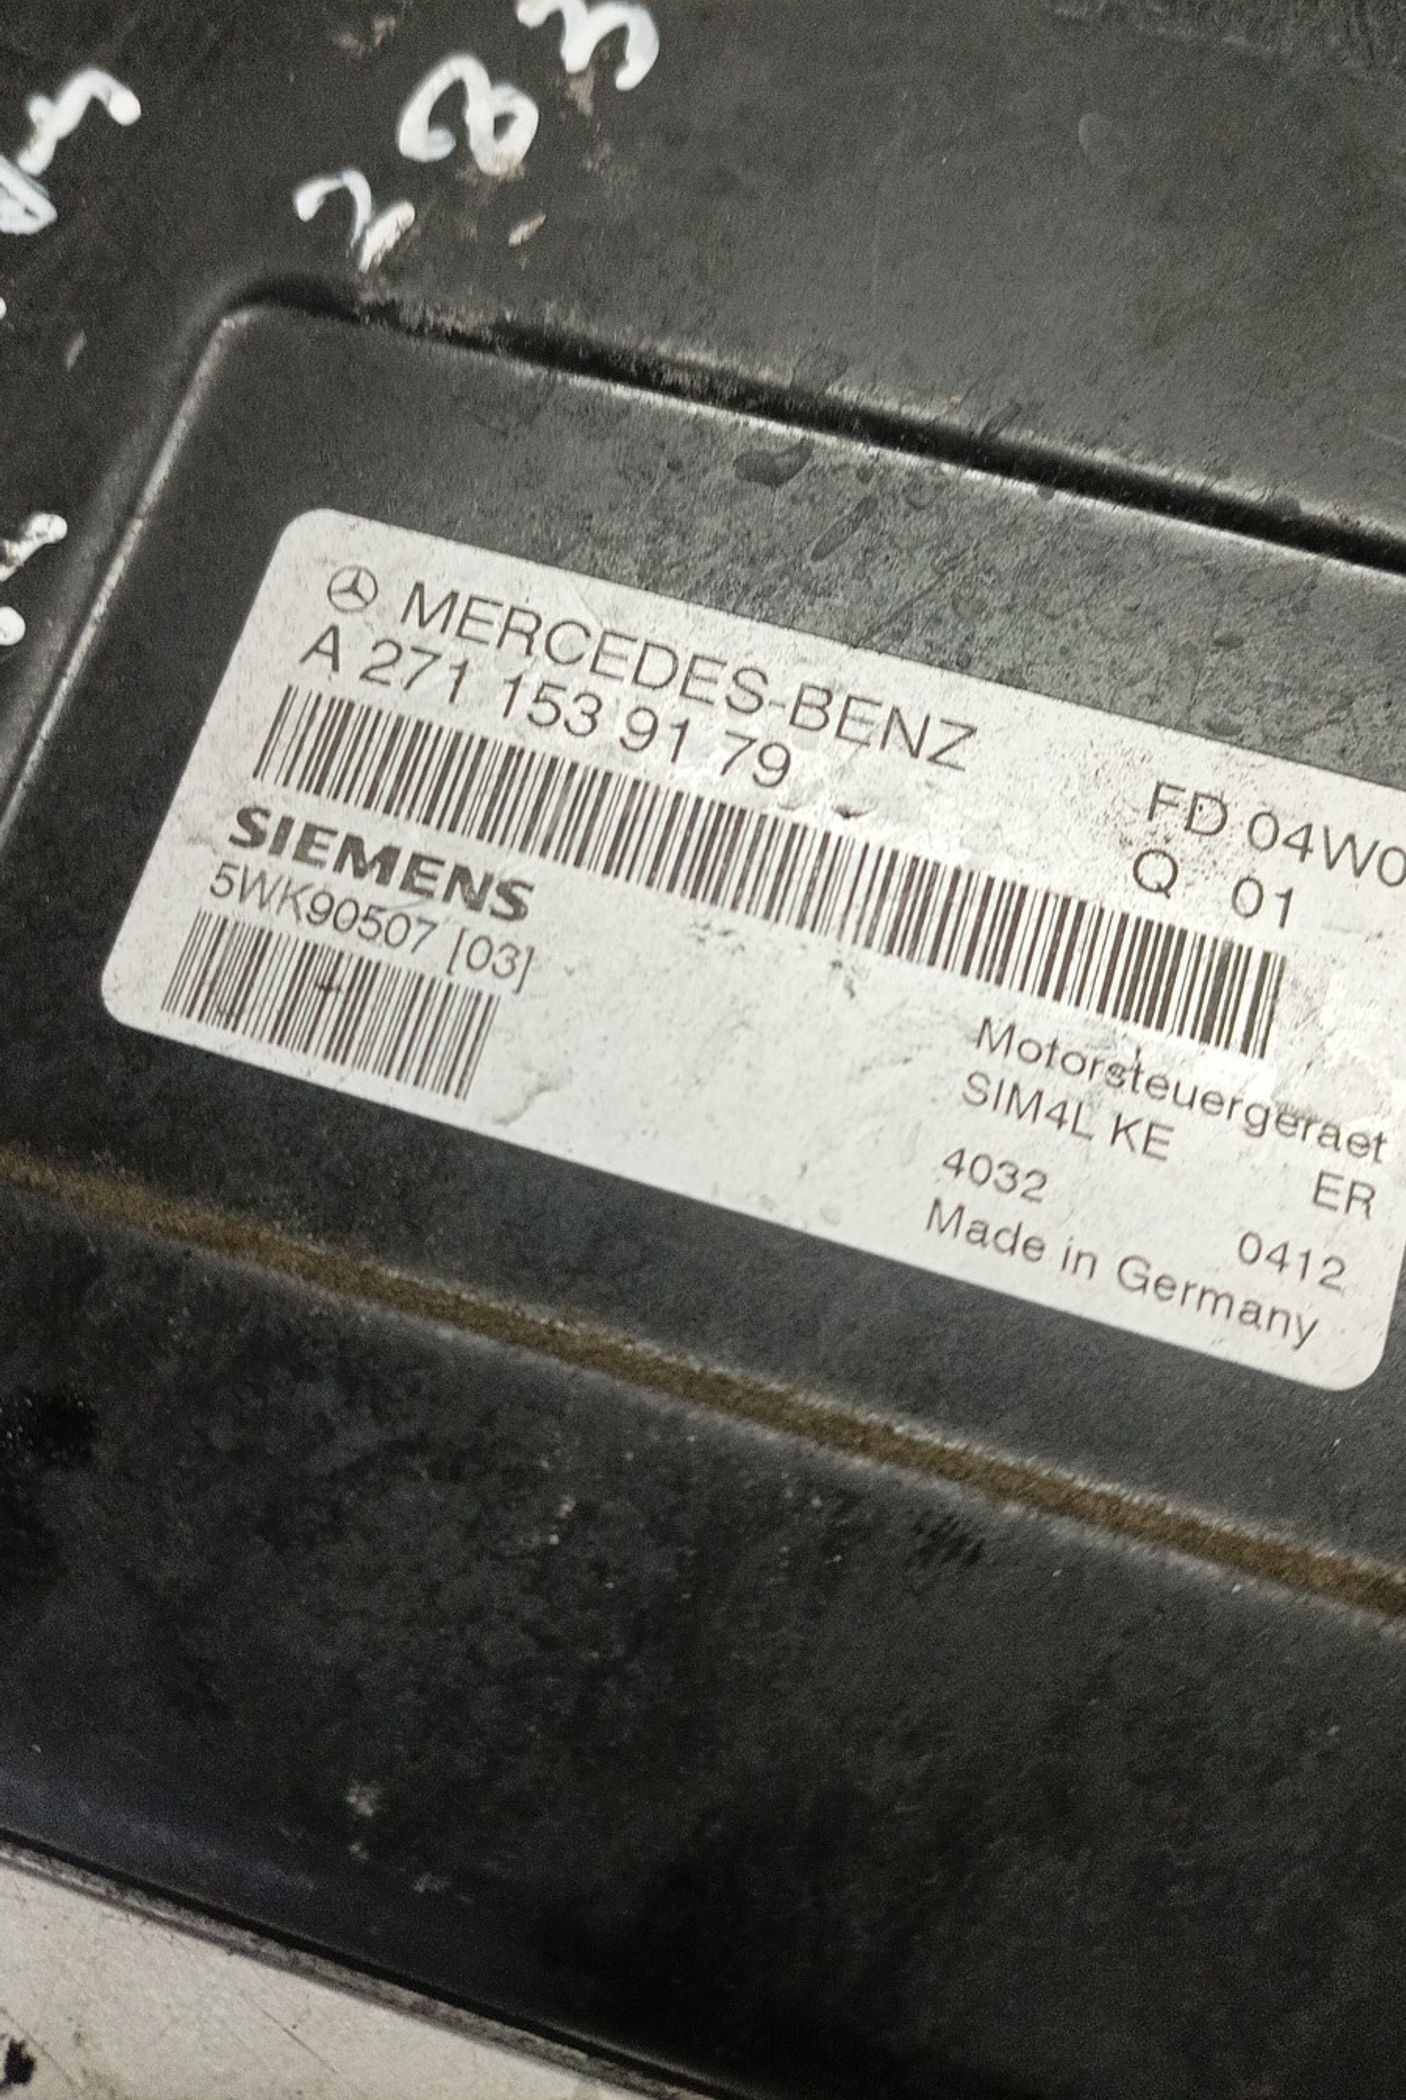 203
MERCEDES-BENZ
A 271 153 91 79
FD 04W0
Q 01
SIEMENS
5WK90507 [03]
Motorsteuergeraet
SIM4L KE
ER
4032
0412
Made in Germany